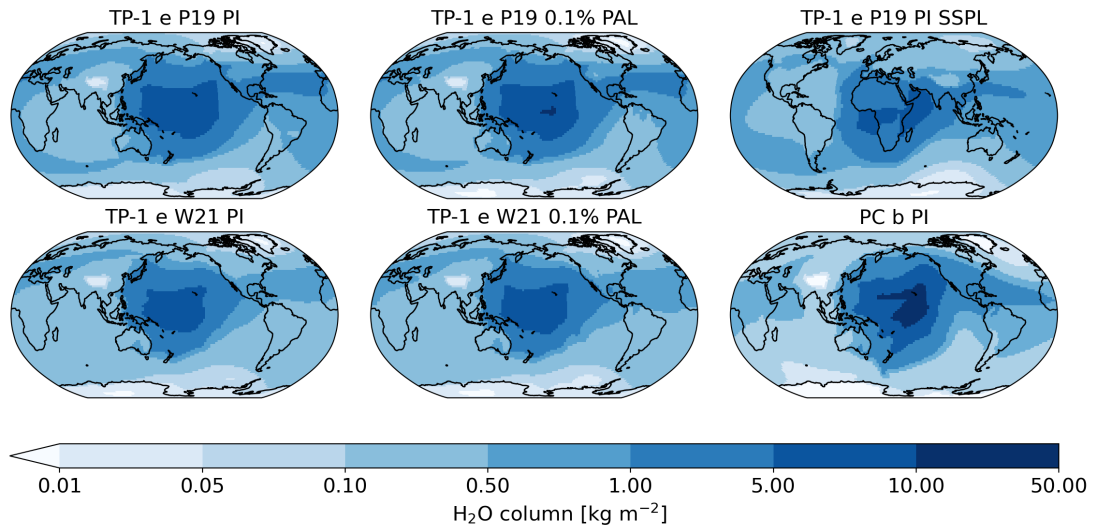 TP-1 e P19 PI
TP-1 e P19 0.1% PAL
TP-1 e P19 PI SSPL
TP-1 e W21 PI
TP-1 e W21 0.1% PAL
PC b PI
0.01 0.05 0.10 0.50 1.00 5.00 10.00 50.00
H₂O column [kg m⁻²]